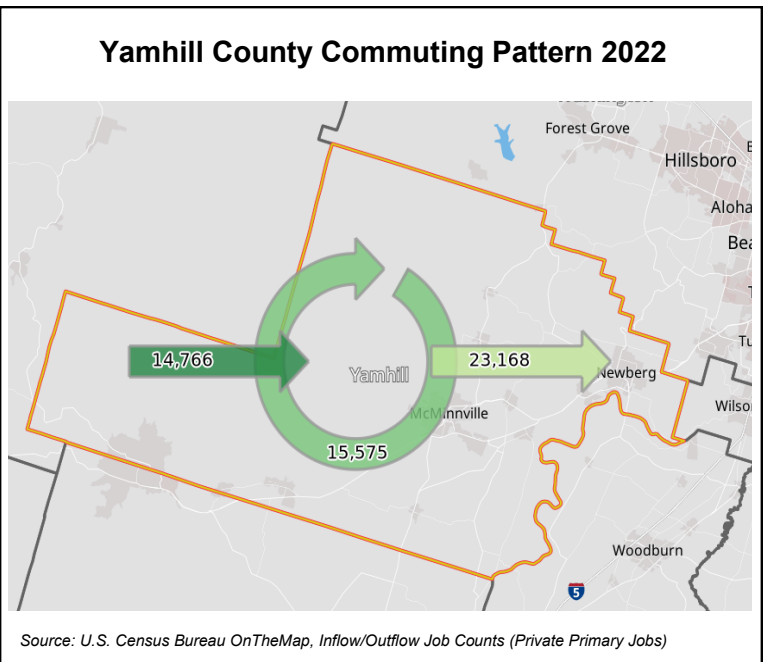 Yamhill County Commuting Pattern 2022
Forest Grove
Hillsboro
Aloha
14,766
23,168
Yamhill
Newberg
McMinnville
15,575
Woodburn
5
Source: U.S. Census Bureau OnTheMap, Inflow/Outflow Job Counts (Private Primary Jobs)